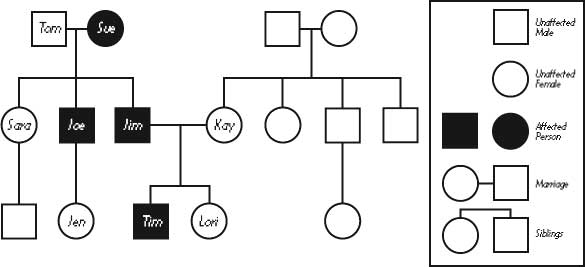 Tom
Sue
Sara
Joe
Jim
Kay
Jen
Tim
Lori
Unaffected
Male
Unaffected
Female
Affected
Person
Marriage
Siblings